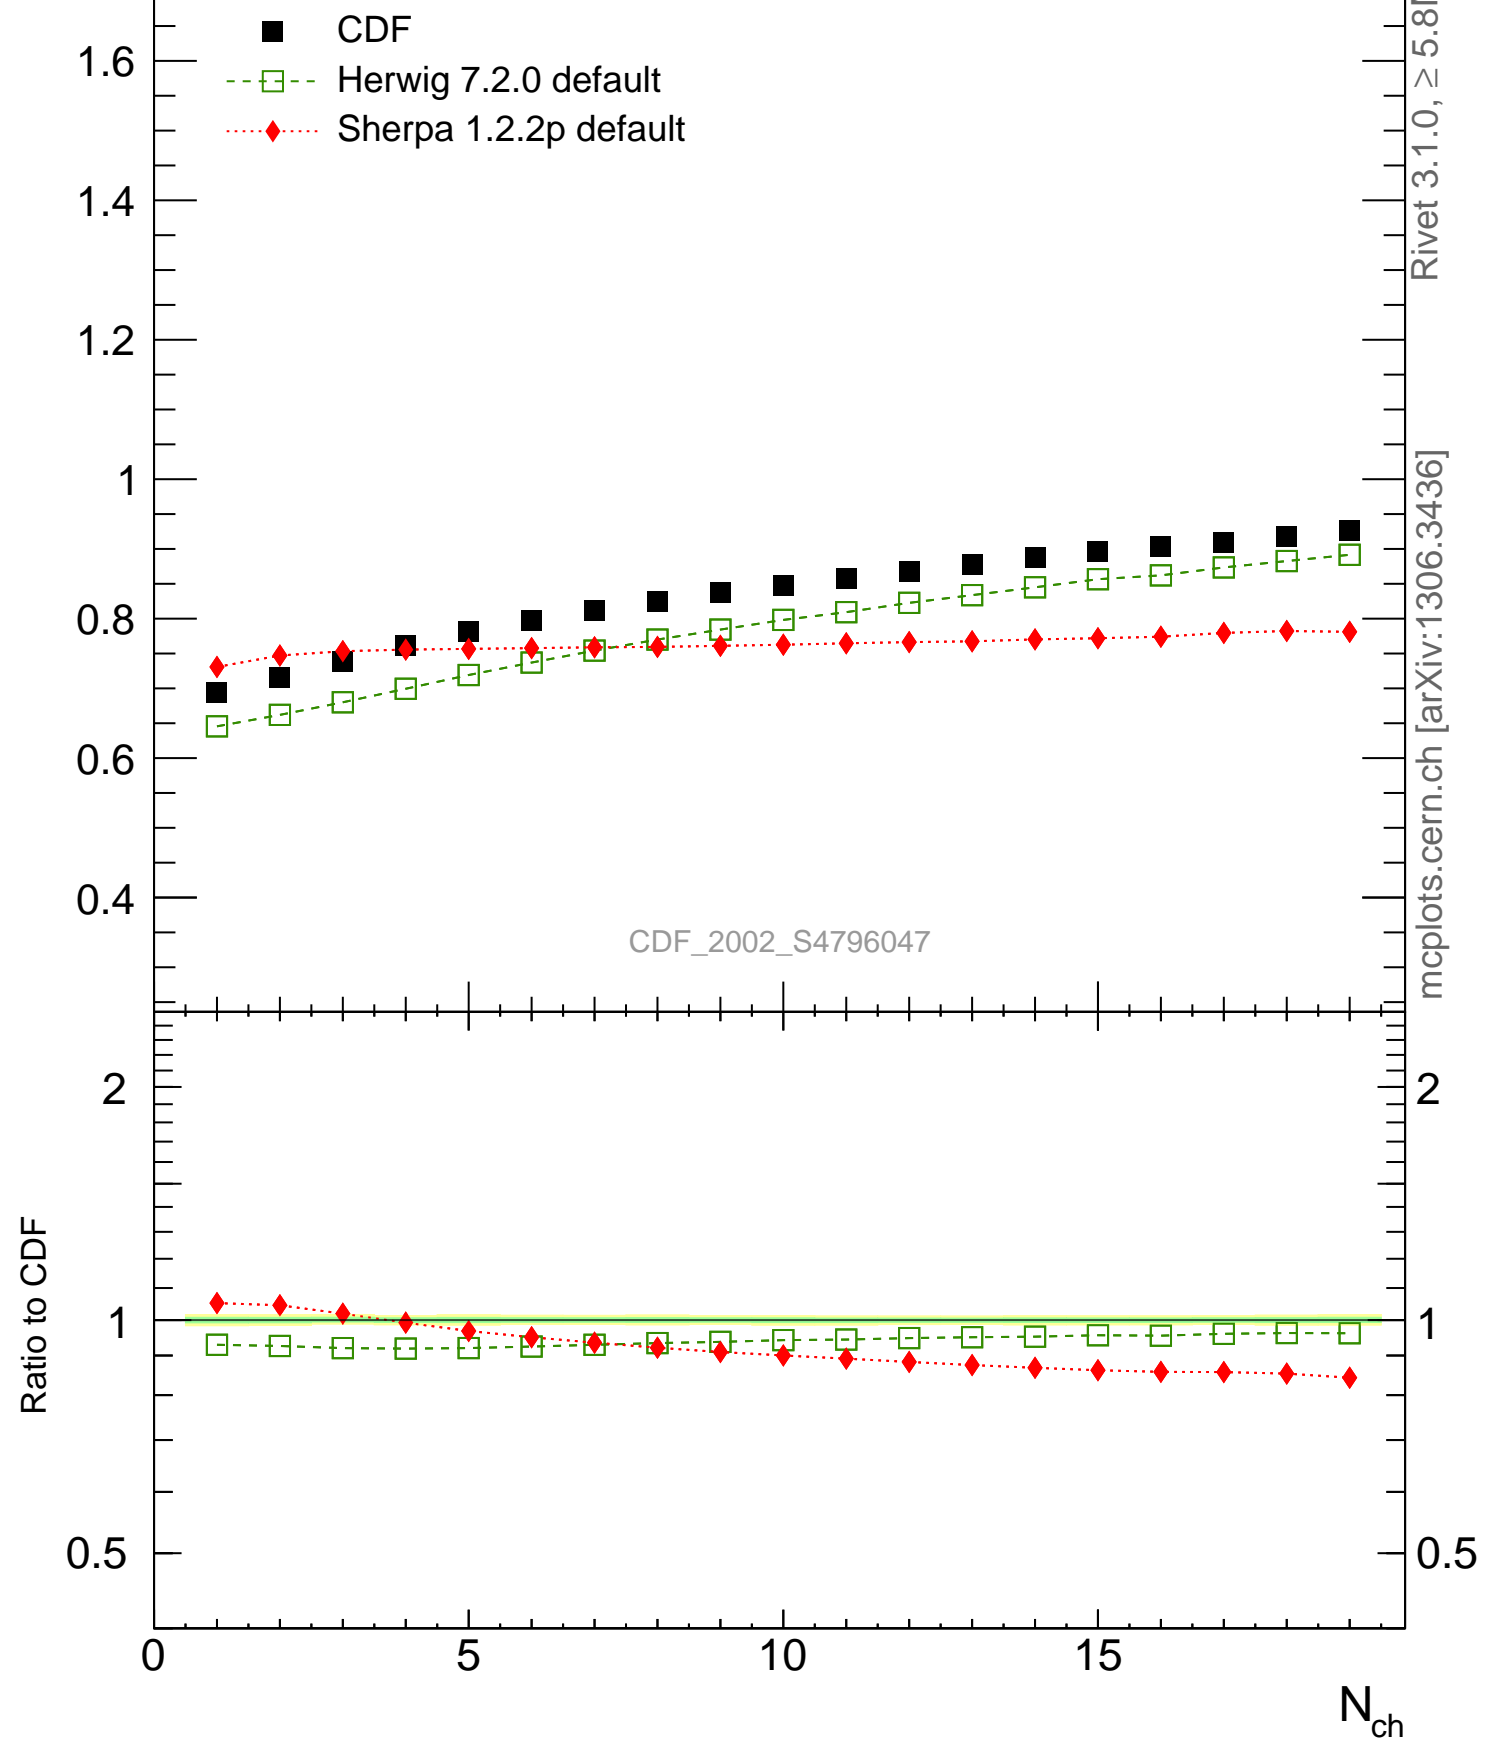 CDF
Herwig 7.2.0 default
Sherpa 1.2.2p default
1.6
1.4
1.2
1
0.8
0.6
0.4
CDF_2002_S4796047
Rivet 3.1.0, ≥ 5.8
mcplots.cern.ch [arXiv:1306.3436]
Ratio to CDF
2
1
0.5
2
1
0.5
0 5 10 15
N_ch